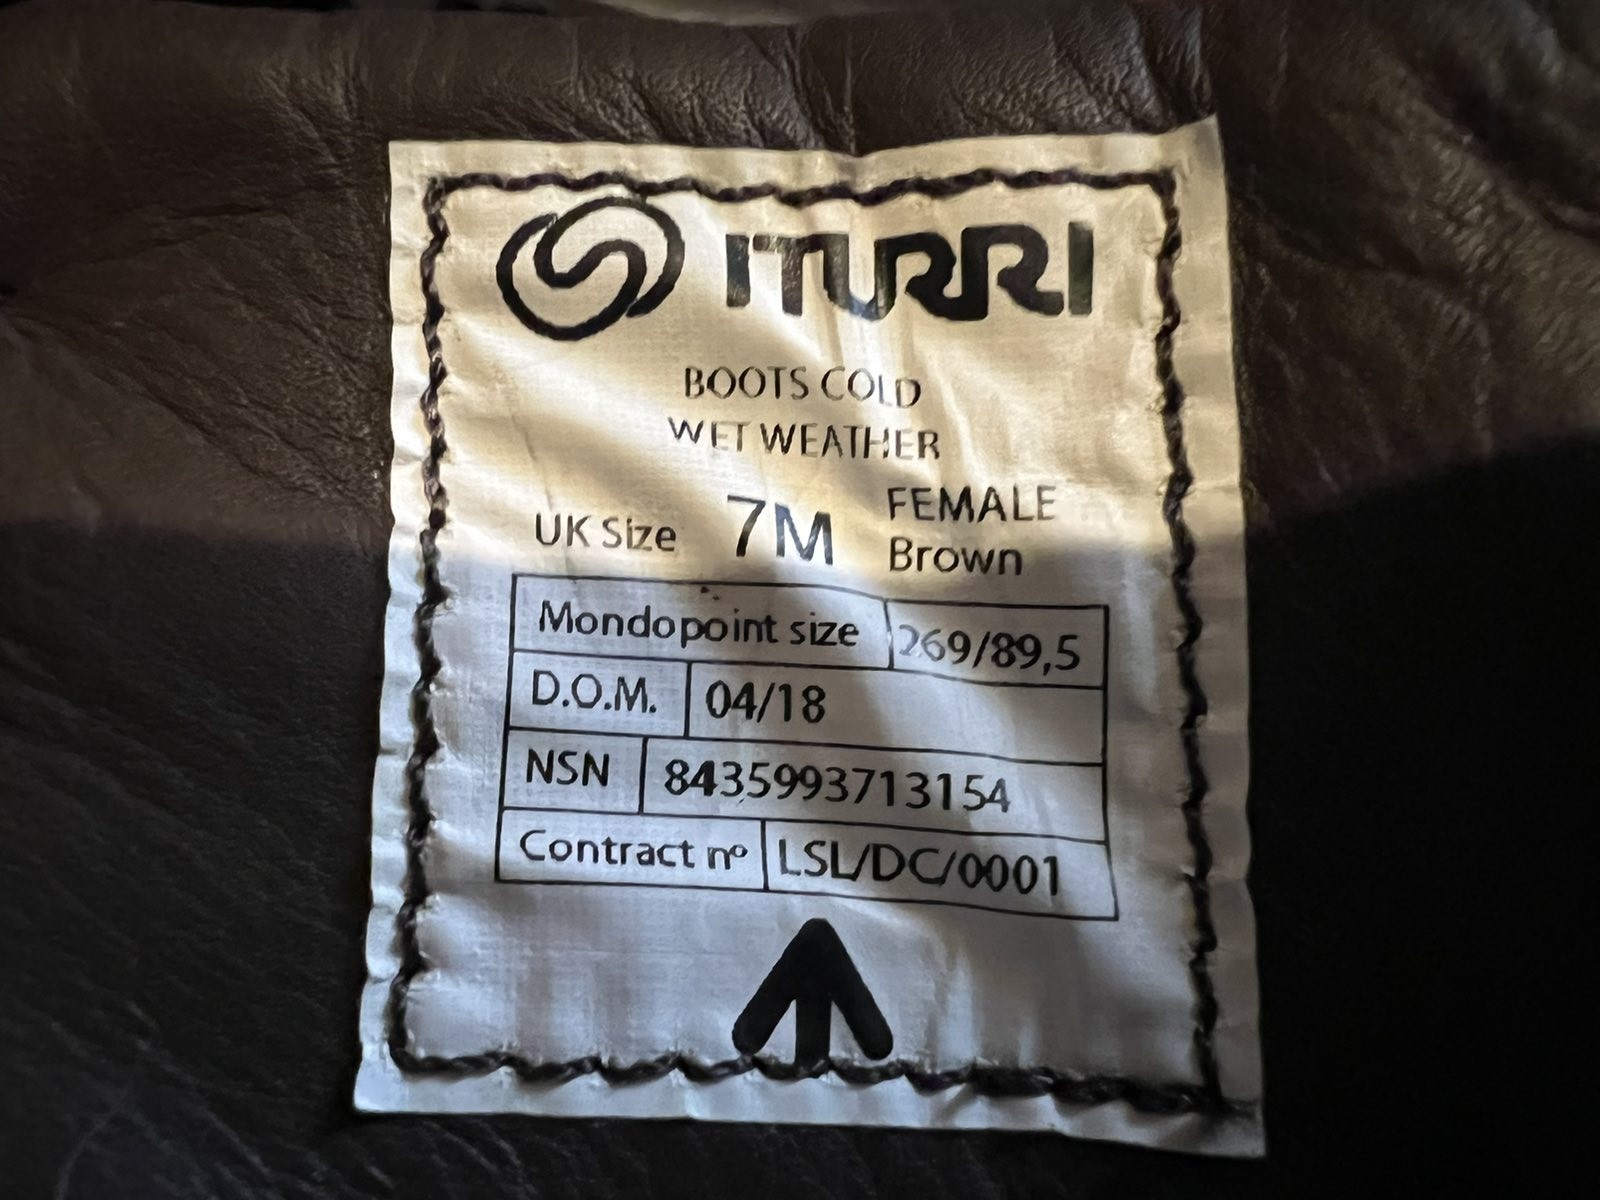 ITURRI
BOOTS COLD
WET WEATHER
UK Size 7M FEMALE
Brown
Mondopoint size 269/89,5
D.O.M. 04/18
NSN 8435993713154
Contract nº LSL/DC/0001